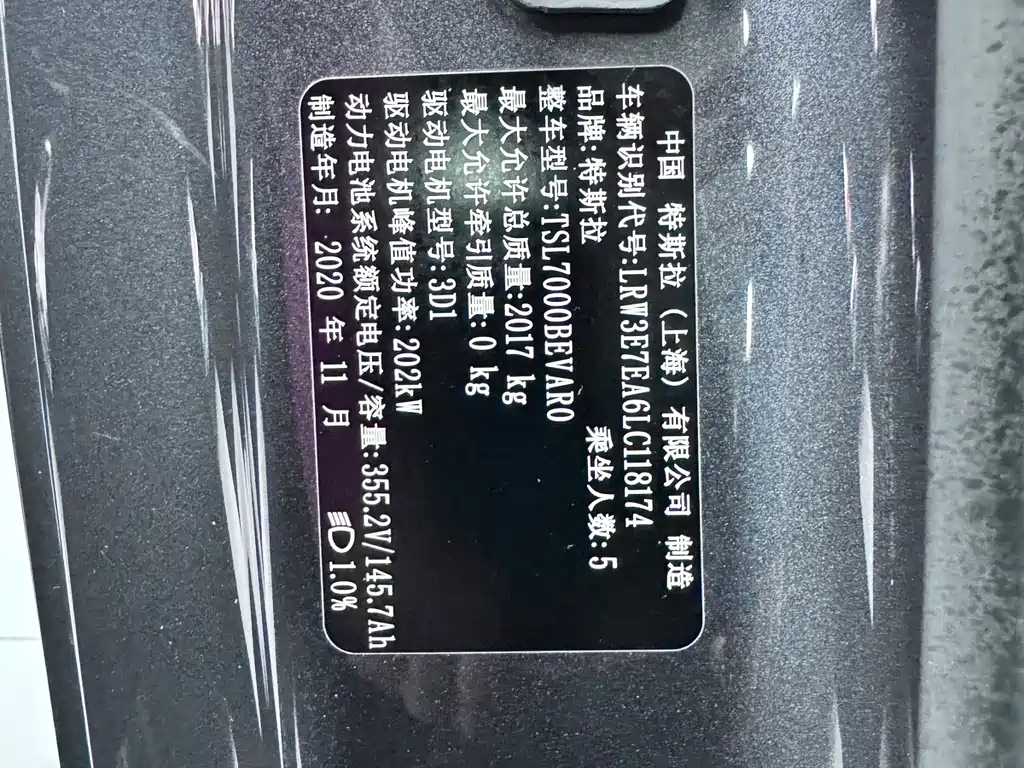 中国 特斯拉（上海）有限公司 制造
车辆识别代号:LRW3E7EA6LC118174
品牌:特斯拉 乘坐人数:5
整车型号:TSL7000BEVAR0
最大允许总质量:2017 kg
最大允许牵引质量:0 kg
驱动电机型号:3D1
驱动电机峰值功率:202kW
动力电池系统额定电压/容量:355.2V/145.7Ah
制造年月: 2020 年 11 月 1.0%